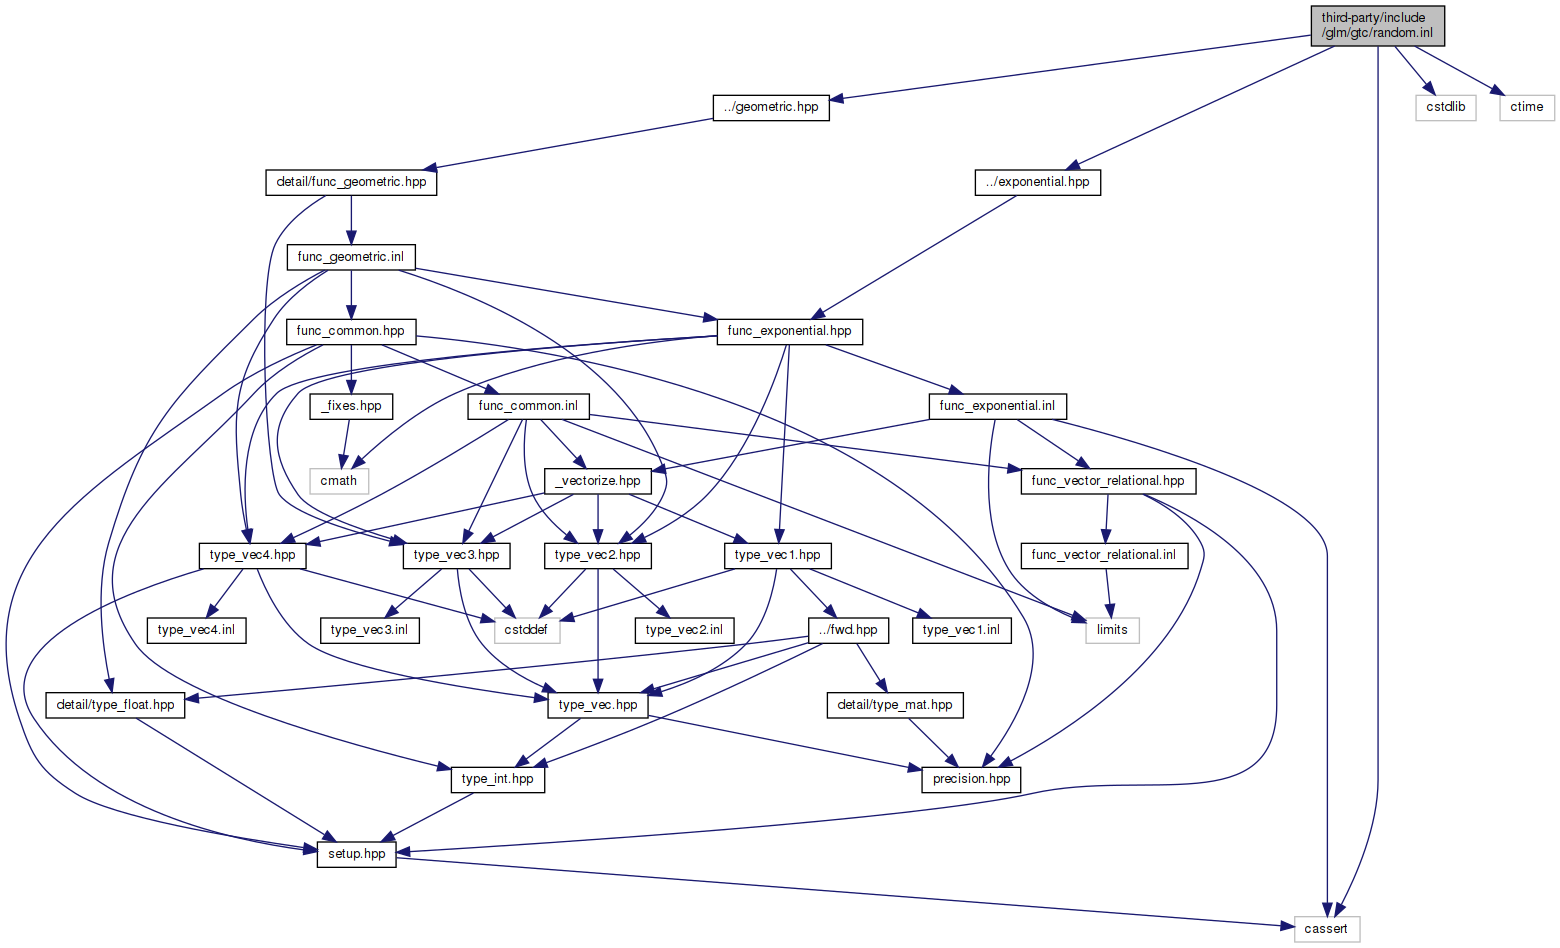 third-party/include
/glm/gtc/random.inl
../geometric.hpp
cstdlib
ctime
detail/func_geometric.hpp
../exponential.hpp
func_geometric.inl
func_common.hpp
func_exponential.hpp
_fixes.hpp
func_common.inl
func_exponential.inl
cmath
_vectorize.hpp
func_vector_relational.hpp
type_vec4.hpp
type_vec3.hpp
type_vec2.hpp
type_vec1.hpp
func_vector_relational.inl
type_vec4.inl
type_vec3.inl
cstddef
type_vec2.inl
../fwd.hpp
type_vec1.inl
limits
detail/type_float.hpp
type_vec.hpp
detail/type_mat.hpp
type_int.hpp
precision.hpp
setup.hpp
cassert